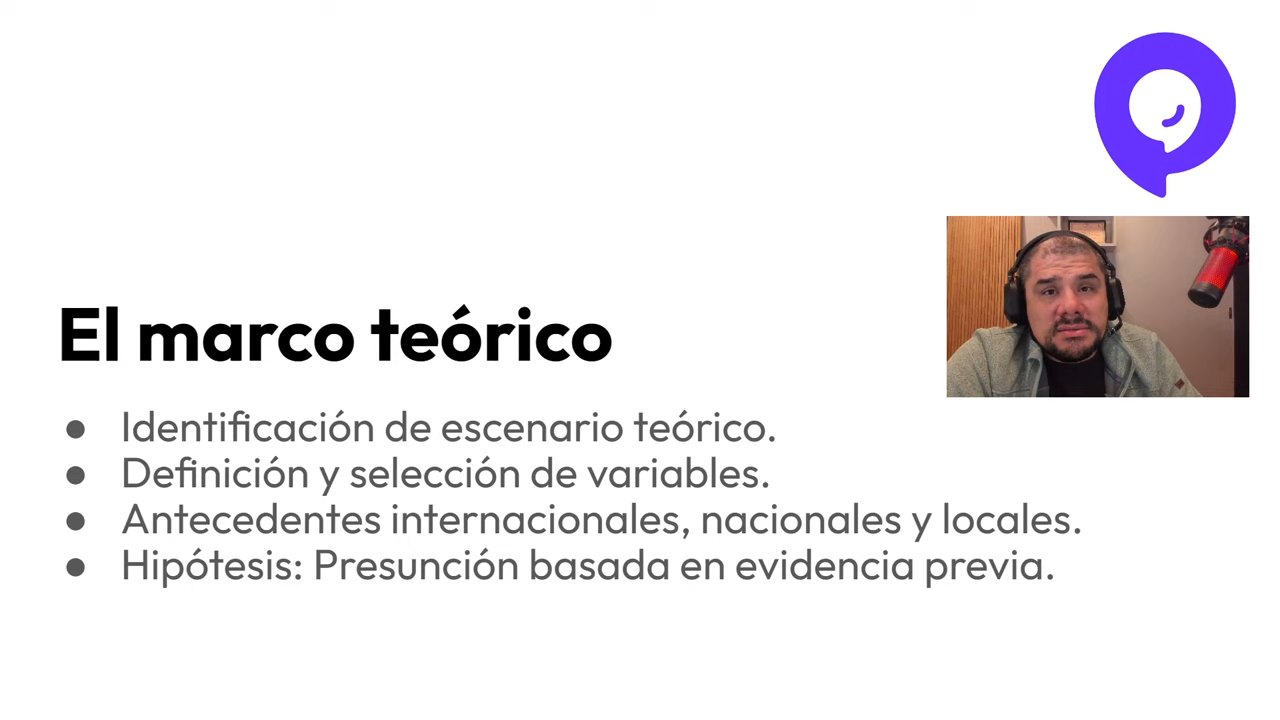 El marco teórico
● Identificación de escenario teórico.
● Definición y selección de variables.
● Antecedentes internacionales, nacionales y locales.
● Hipótesis: Presunción basada en evidencia previa.